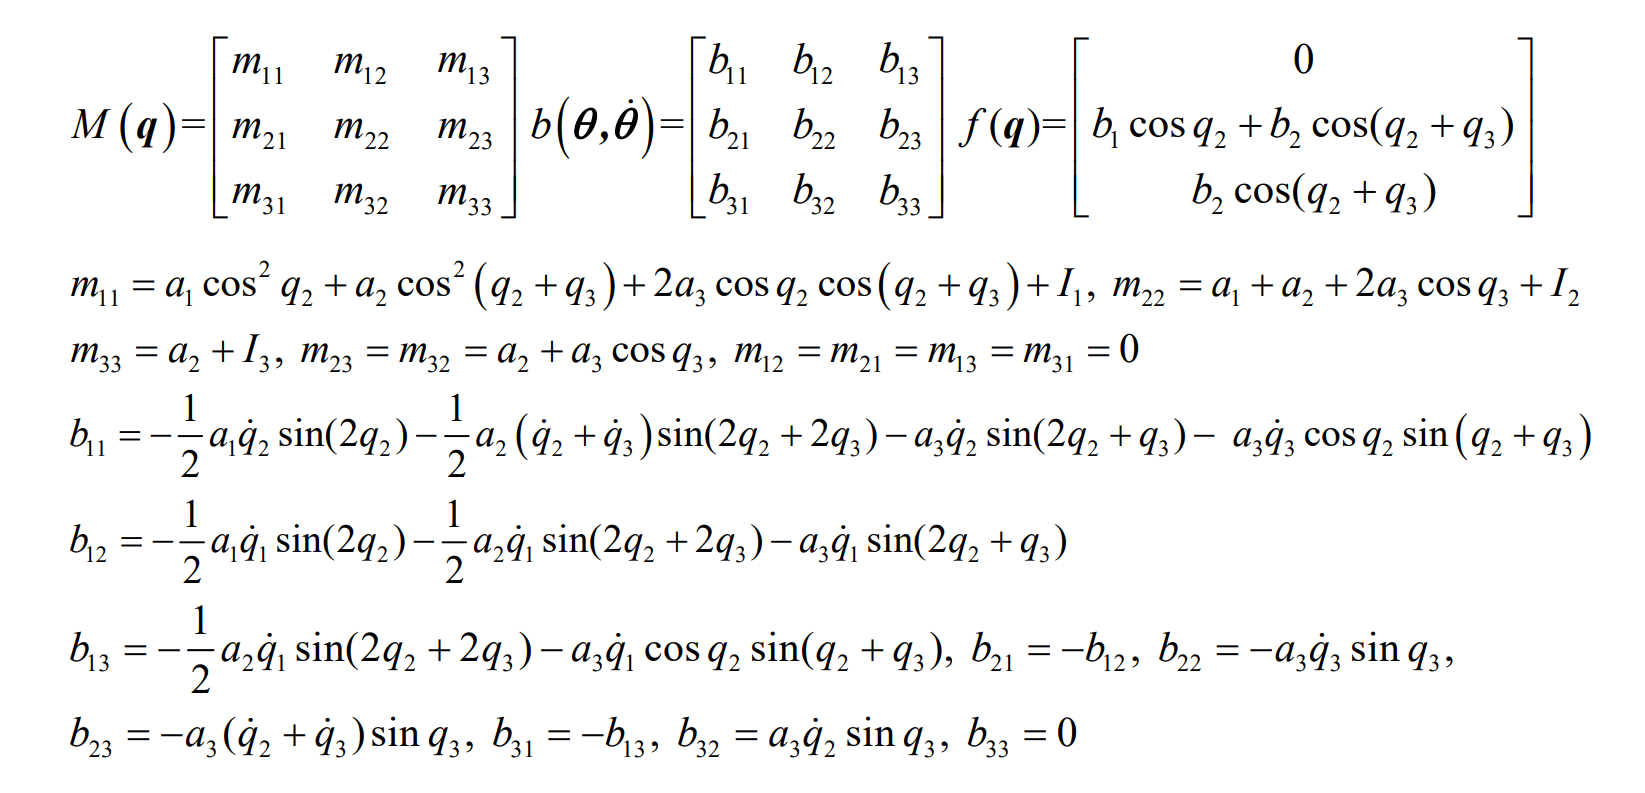 M(q)=[m₁₁ m₁₂ m₁₃; m₂₁ m₂₂ m₂₃; m₃₁ m₃₂ m₃₃] b(θ,θ̇)=[b₁₁ b₁₂ b₁₃; b₂₁ b₂₂ b₂₃; b₃₁ b₃₂ b₃₃] f(q)=[0; b₁ cos q₂ + b₂ cos(q₂ + q₃); b₂ cos(q₂ + q₃)]
m₁₁ = a₁ cos² q₂ + a₂ cos² (q₂ + q₃) + 2a₃ cos q₂ cos(q₂ + q₃) + I₁, m₂₂ = a₁ + a₂ + 2a₃ cos q₃ + I₂
m₃₃ = a₂ + I₃, m₂₃ = m₃₂ = a₂ + a₃ cos q₃, m₁₂ = m₂₁ = m₁₃ = m₃₁ = 0
b₁₁ = −1/2 a₁q̇₂ sin(2q₂) − 1/2 a₂ (q̇₂ + q̇₃) sin(2q₂ + 2q₃) − a₃q̇₂ sin(2q₂ + q₃) − a₃q̇₃ cos q₂ sin(q₂ + q₃)
b₁₂ = −1/2 a₁q̇₁ sin(2q₂) − 1/2 a₂q̇₁ sin(2q₂ + 2q₃) − a₃q̇₁ sin(2q₂ + q₃)
b₁₃ = −1/2 a₂q̇₁ sin(2q₂ + 2q₃) − a₃q̇₁ cos q₂ sin(q₂ + q₃), b₂₁ = −b₁₂, b₂₂ = −a₃q̇₃ sin q₃,
b₂₃ = −a₃(q̇₂ + q̇₃) sin q₃, b₃₁ = −b₁₃, b₃₂ = a₃q̇₂ sin q₃, b₃₃ = 0